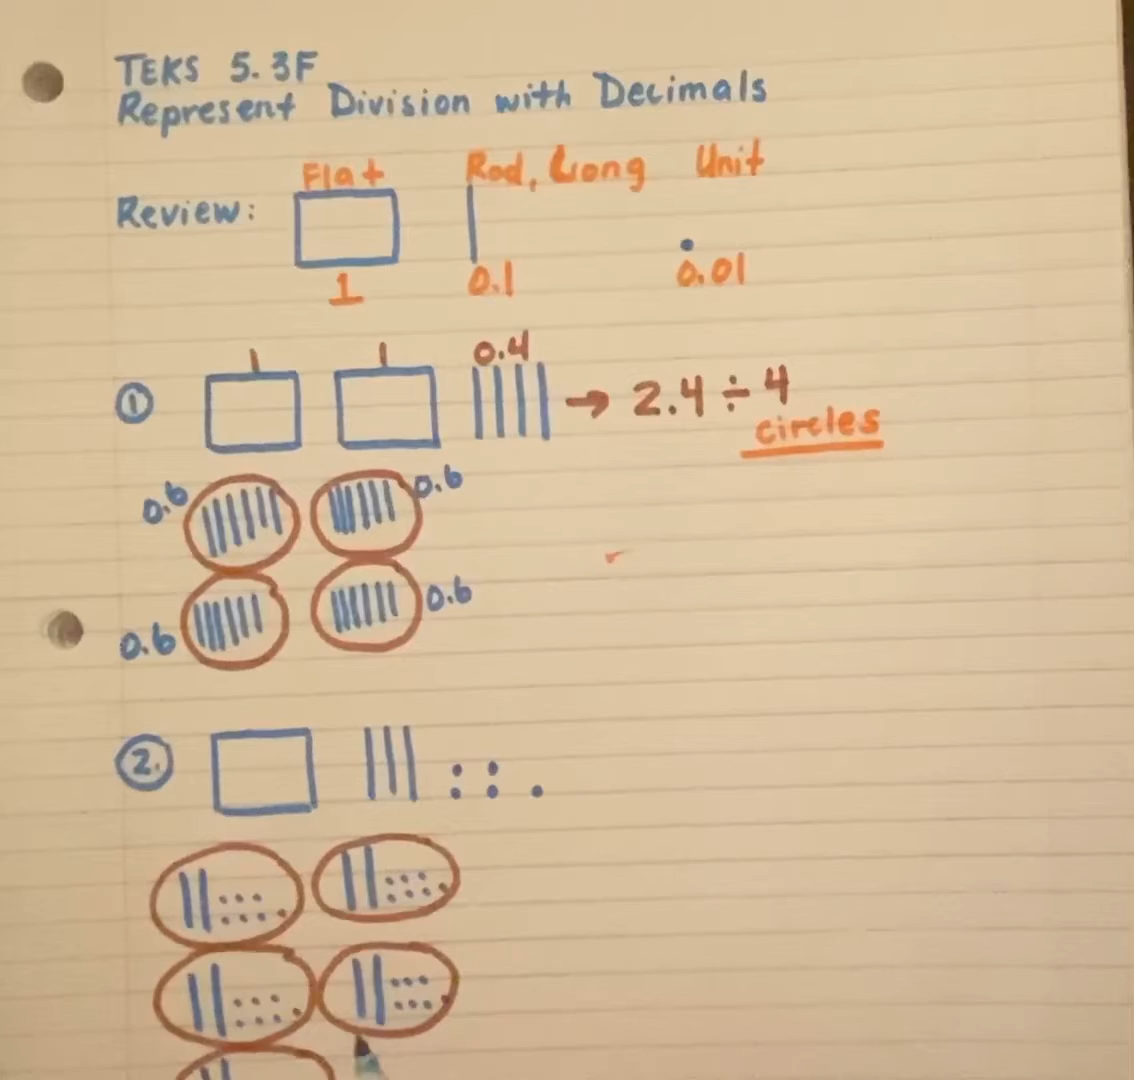 TEKS 5.3F
Represent Division with Decimals
Flat Rod, Long Unit
Review:
1 0.1 0.01
1 1 0.4
① → 2.4 ÷ 4
circles
0.6 0.6
0.6 0.6
②.